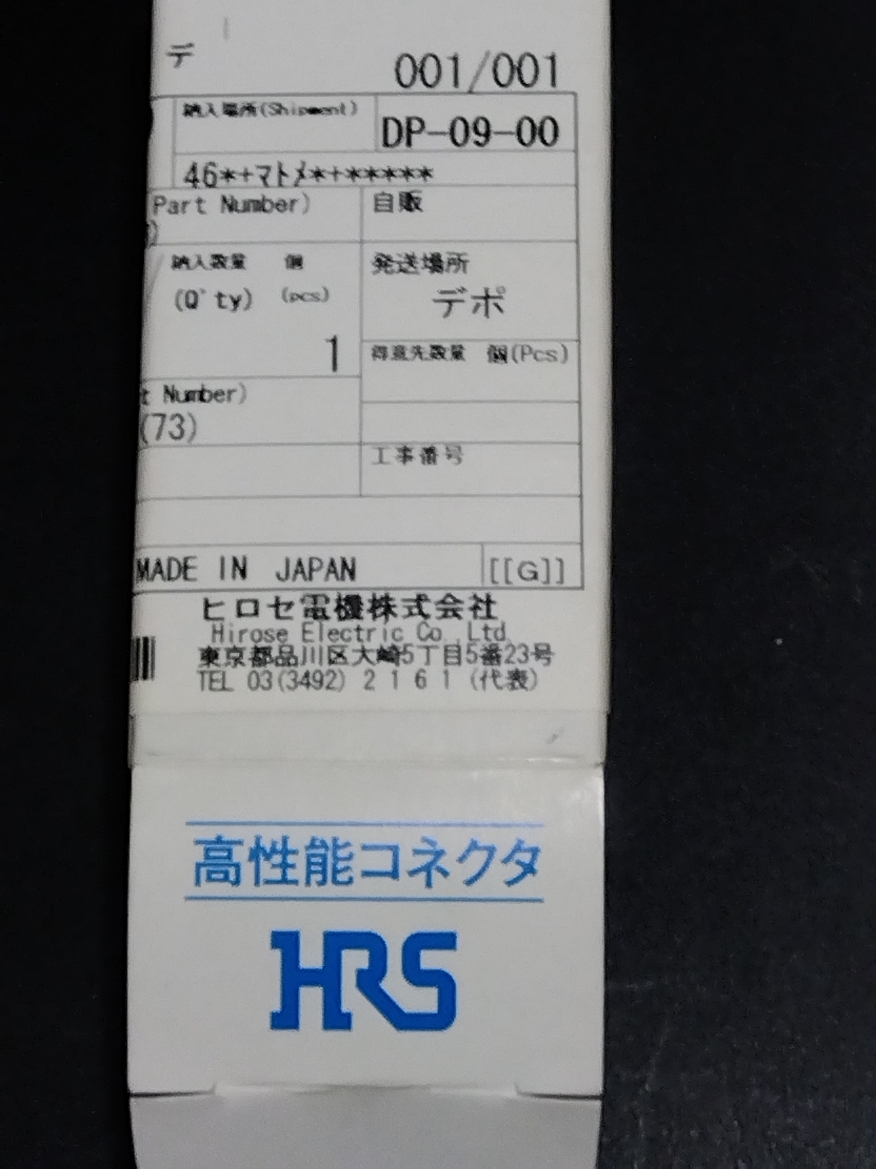 デ
001/001
納入場所(Shipment)
DP-09-00
46*+マトメ*+*****
Part Number)
自販
)
納入数量 個
発送場所
(Q'ty) (pcs)
デポ
1
得意先数量 個(Pcs)
t Number)
(73)
工事番号
MADE IN JAPAN
[[G]]
ヒロセ電機株式会社
Hirose Electric Co.,Ltd
東京都品川区大崎5丁目5番23号
TEL 03(3492) 2 1 6 1 (代表)
高性能コネクタ
HRS